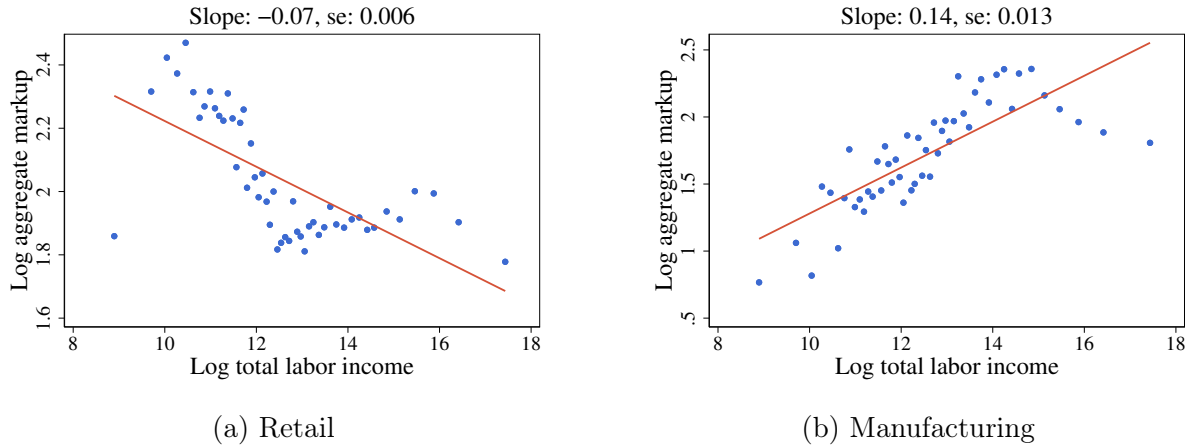 Slope: −0.07, se: 0.006
Log aggregate markup
2.4
2.2
2
1.8
1.6
8 10 12 14 16 18
Log total labor income
(a) Retail
Slope: 0.14, se: 0.013
Log aggregate markup
2.5
2
1.5
1
.5
8 10 12 14 16 18
Log total labor income
(b) Manufacturing